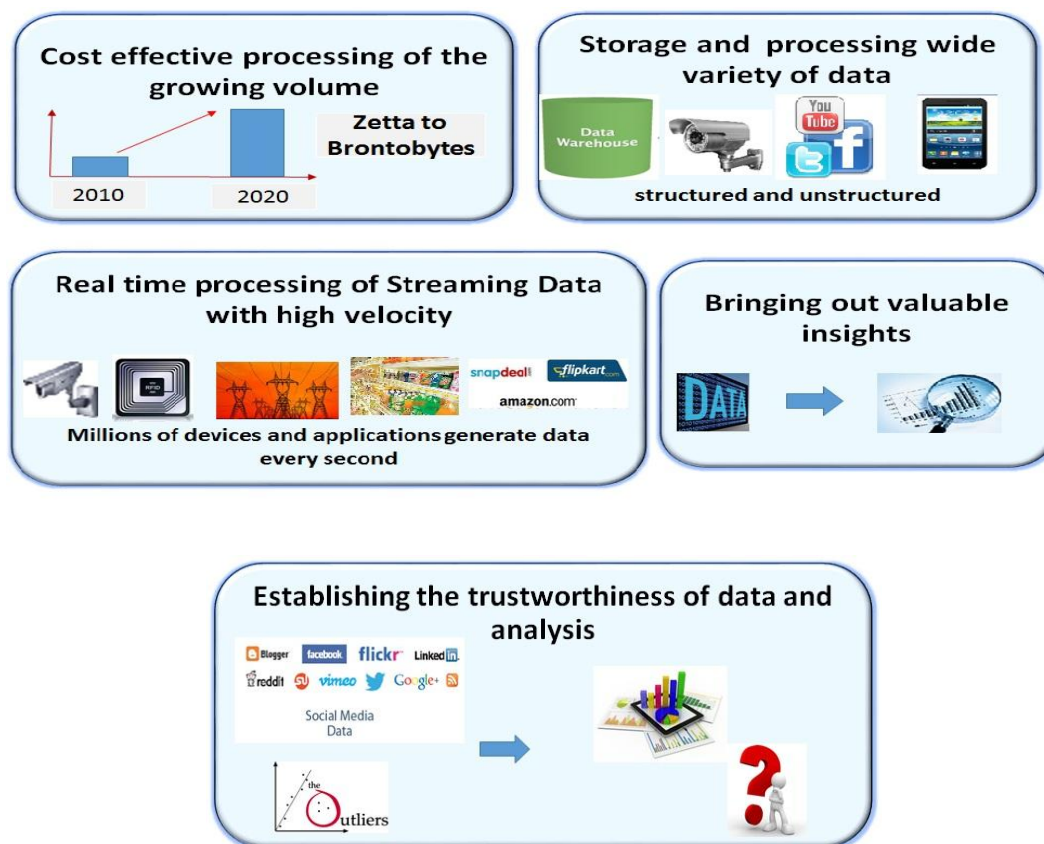 Cost effective processing of the
growing volume
Zetta to
Brontobytes
2010
2020
Storage and processing wide
variety of data
Data
Warehouse
You
Tube
structured and unstructured
Real time processing of Streaming Data
with high velocity
RFID
snapdeal
flipkart.com
amazon.com
Millions of devices and applications generate data
every second
Bringing out valuable
insights
DATA
Establishing the trustworthiness of data and
analysis
Blogger facebook flickr Linked in
reddit vimeo Google+
Social Media
Data
the
Outliers